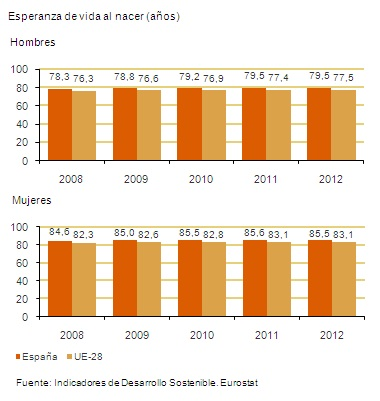 Esperanza de vida al nacer (años)
Hombres
78,3 76,3 78,8 76,6 79,2 76,9 79,5 77,4 79,5 77,5
100
80
60
40
20
0
2008 2009 2010 2011 2012
Mujeres
84,6 82,3 85,0 82,6 85,5 82,8 85,6 83,1 85,5 83,1
100
80
60
40
20
0
2008 2009 2010 2011 2012
España UE-28
Fuente: Indicadores de Desarrollo Sostenible. Eurostat